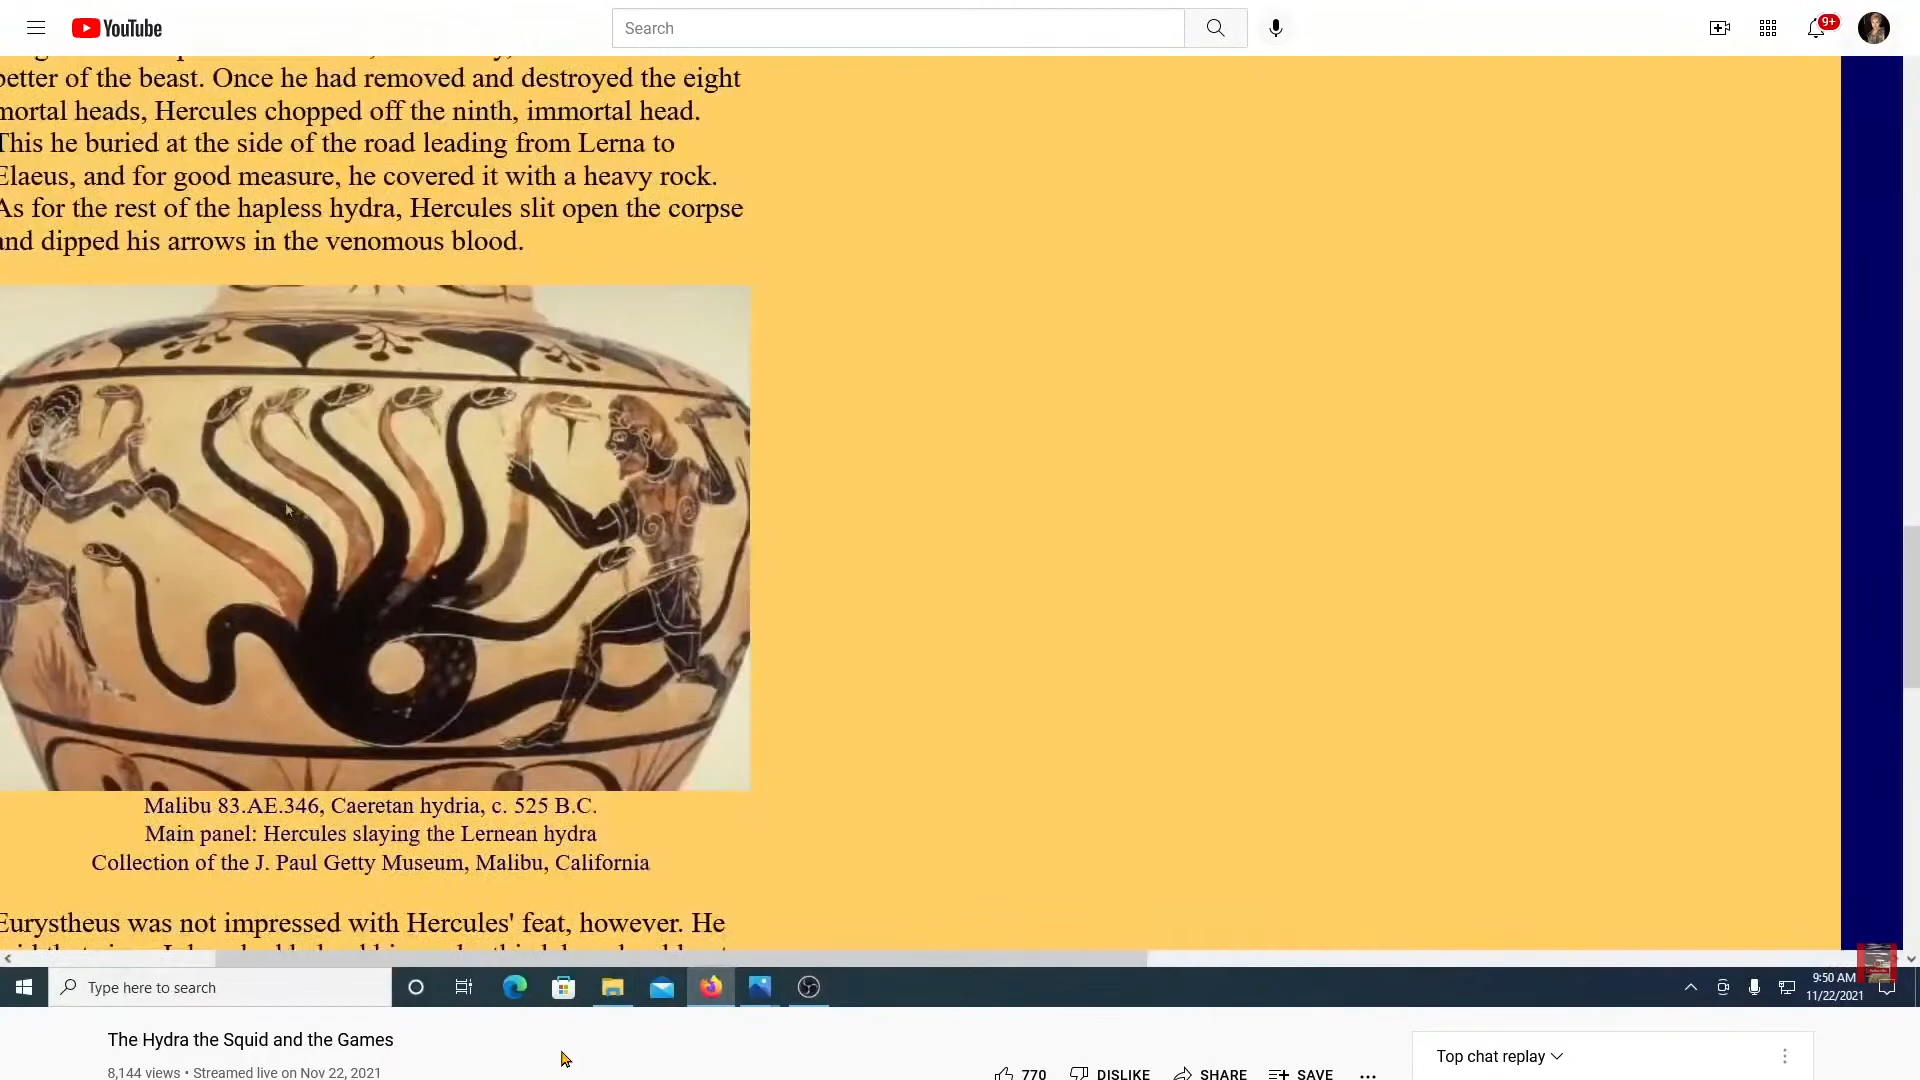 YouTube
Search
9+
better of the beast. Once he had removed and destroyed the eight
mortal heads, Hercules chopped off the ninth, immortal head.
This he buried at the side of the road leading from Lerna to
Elaeus, and for good measure, he covered it with a heavy rock.
As for the rest of the hapless hydra, Hercules slit open the corpse
and dipped his arrows in the venomous blood.
Malibu 83.AE.346, Caeretan hydria, c. 525 B.C.
Main panel: Hercules slaying the Lernean hydra
Collection of the J. Paul Getty Museum, Malibu, California
Eurystheus was not impressed with Hercules' feat, however. He
Type here to search
9:50 AM
11/22/2021
The Hydra the Squid and the Games
8,144 views • Streamed live on Nov 22, 2021
770
DISLIKE
SHARE
SAVE
Top chat replay